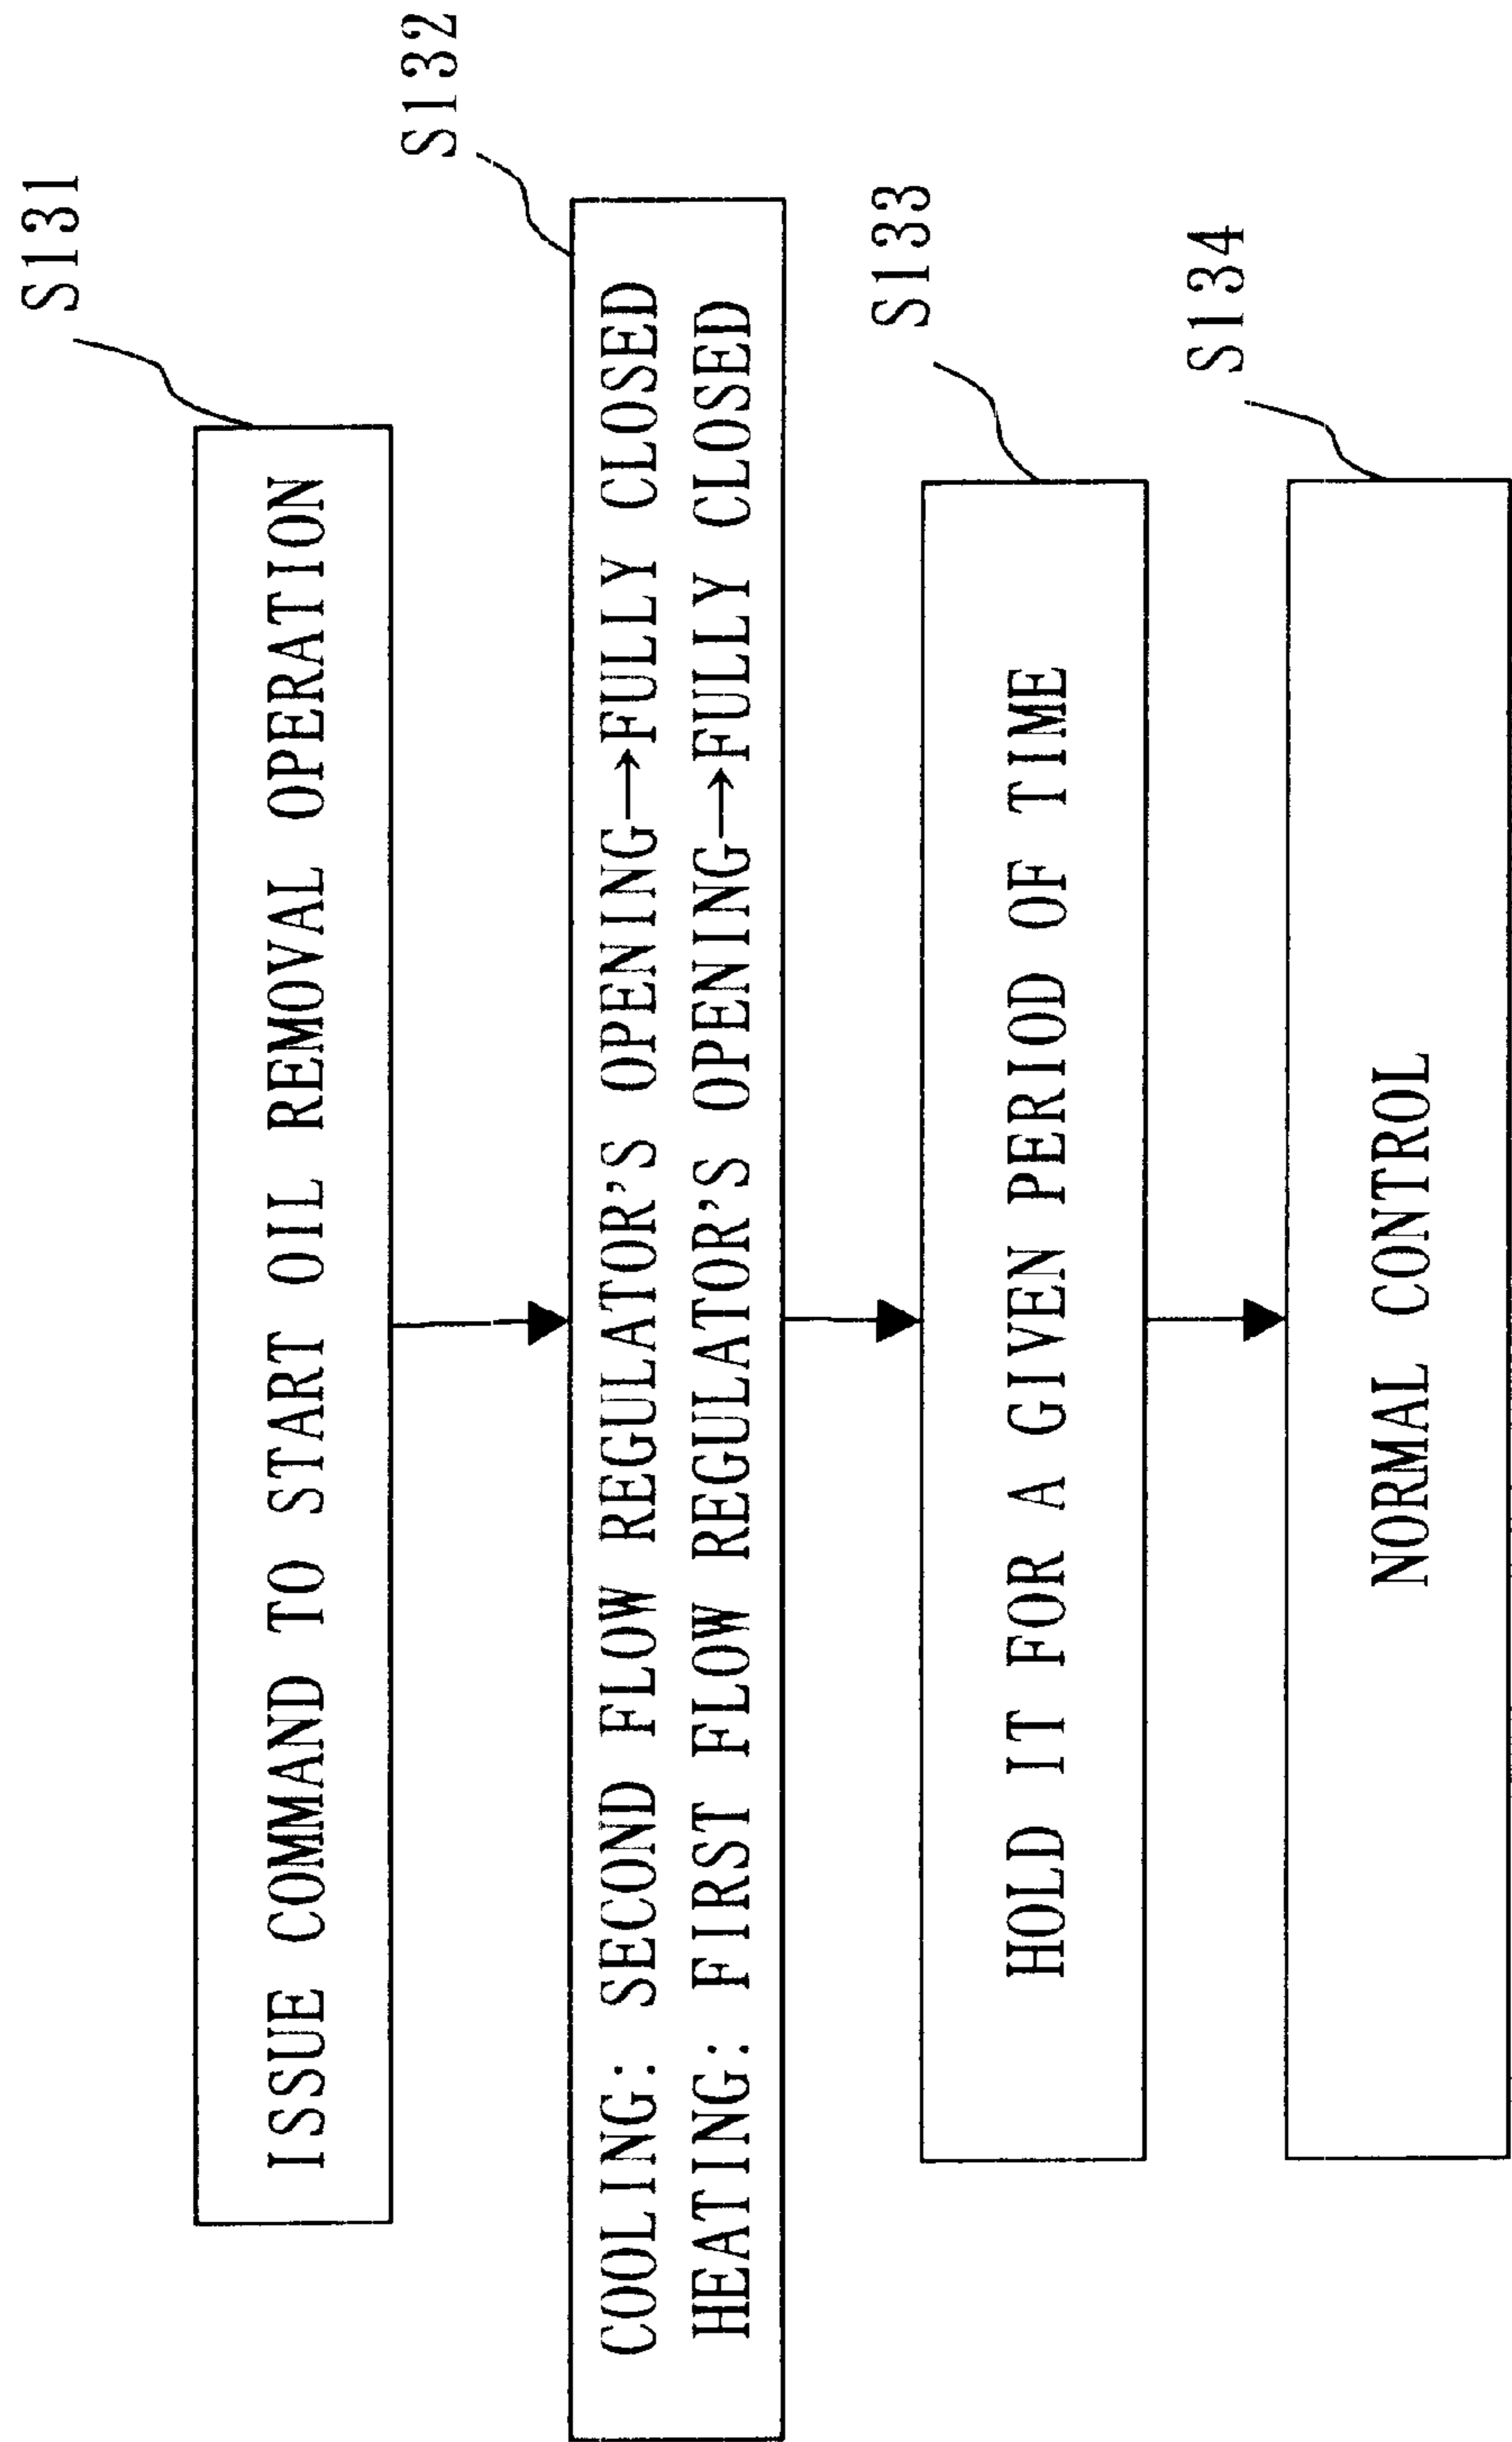 S131
ISSUE COMMAND TO START OIL REMOVAL OPERATION
S132
COOLING: SECOND FLOW REGULATOR'S OPENING→FULLY CLOSED
HEATING: FIRST FLOW REGULATOR'S OPENING→FULLY CLOSED
S133
HOLD IT FOR A GIVEN PERIOD OF TIME
S134
NORMAL CONTROL